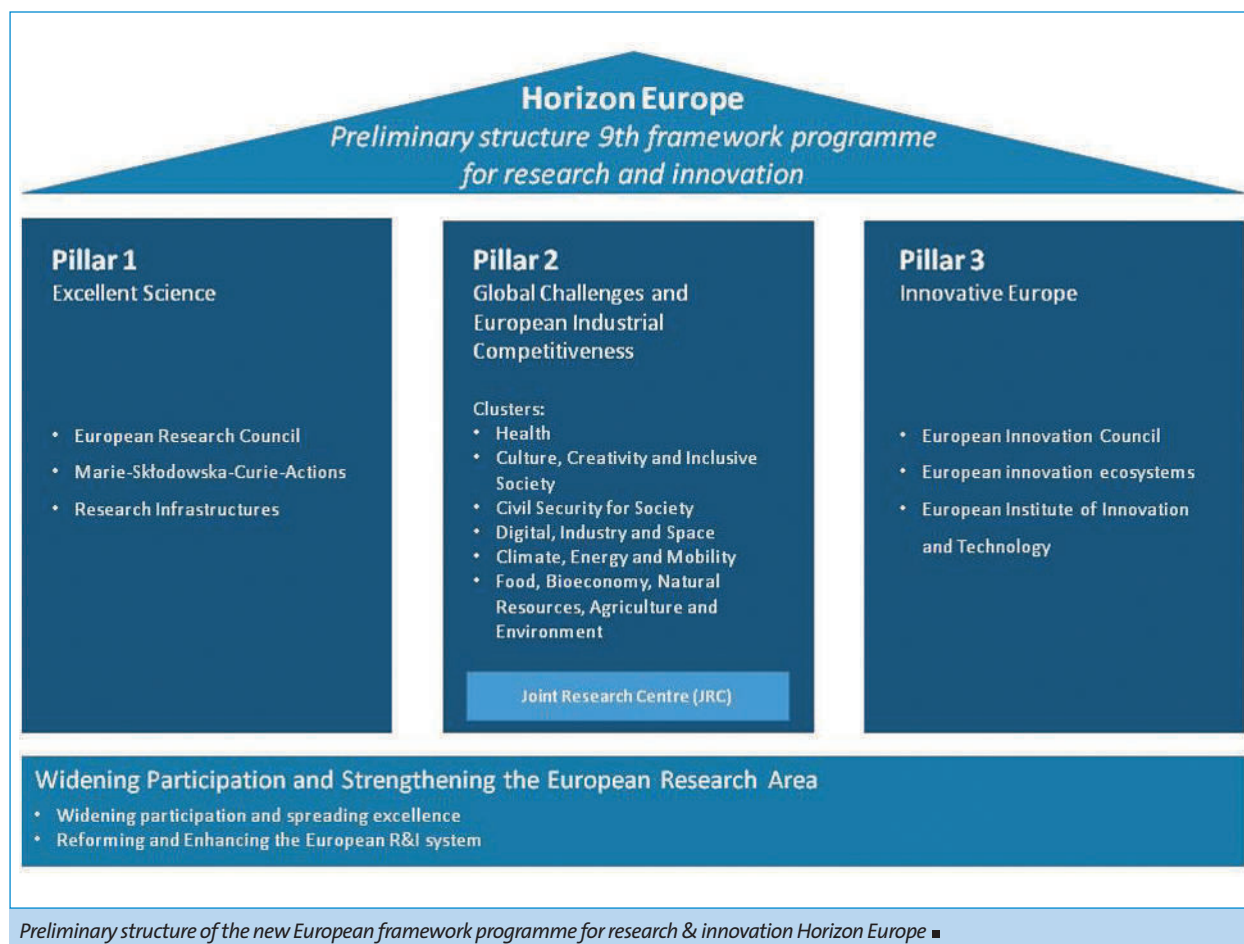 Horizon Europe
Preliminary structure 9th framework programme
for research and innovation
Pillar 1
Excellent Science
• European Research Council
• Marie-Skłodowska-Curie-Actions
• Research Infrastructures
Pillar 2
Global Challenges and
European Industrial
Competitiveness
Clusters:
• Health
• Culture, Creativity and Inclusive
Society
• Civil Security for Society
• Digital, Industry and Space
• Climate, Energy and Mobility
• Food, Bioeconomy, Natural
Resources, Agriculture and
Environment
Joint Research Centre (JRC)
Pillar 3
Innovative Europe
• European Innovation Council
• European innovation ecosystems
• European Institute of Innovation
and Technology
Widening Participation and Strengthening the European Research Area
• Widening participation and spreading excellence
• Reforming and Enhancing the European R&I system
Preliminary structure of the new European framework programme for research & innovation Horizon Europe ■